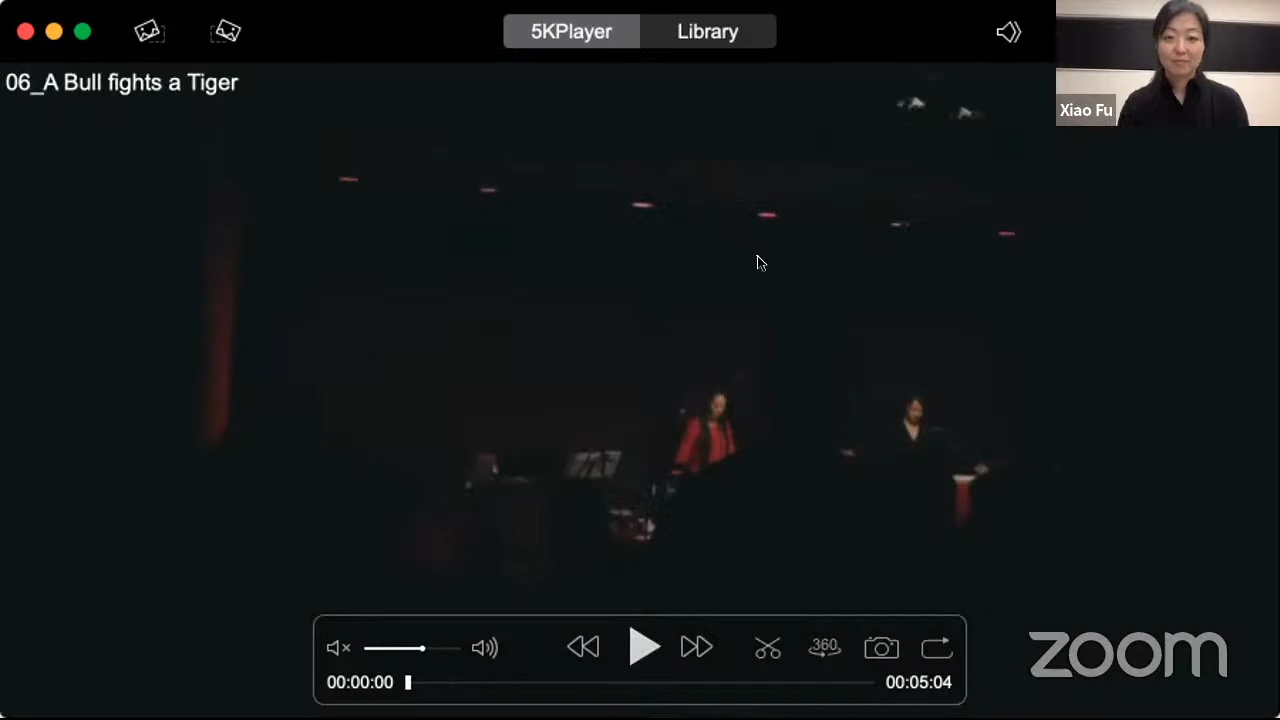 5KPlayer
Library
06_A Bull fights a Tiger
Xiao Fu
360
00:00:00
00:05:04
zoom